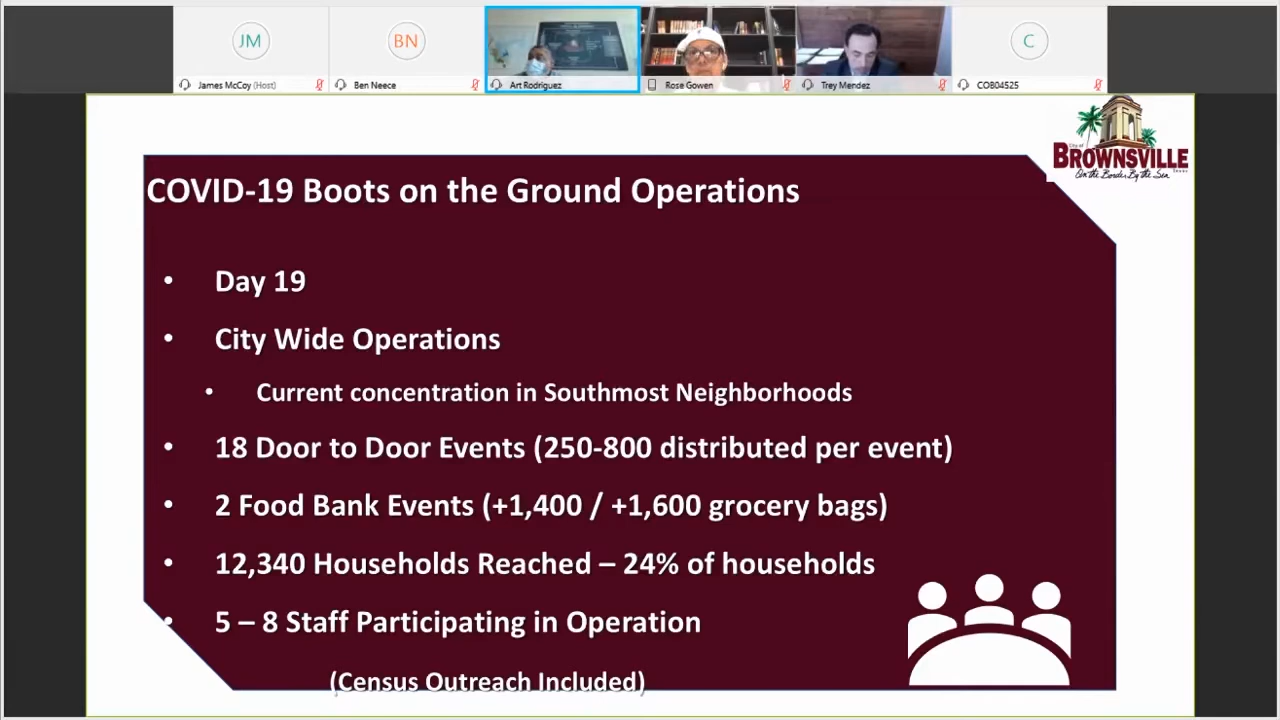 JM
BN
C
James McCoy (Host)
Ben Neece
Art Rodriguez
Rose Gowen
Trey Mendez
COB04525
City of
BROWNSVILLE
On the Border By the Sea
COVID-19 Boots on the Ground Operations
• Day 19
• City Wide Operations
• Current concentration in Southmost Neighborhoods
• 18 Door to Door Events (250-800 distributed per event)
• 2 Food Bank Events (+1,400 / +1,600 grocery bags)
• 12,340 Households Reached – 24% of households
• 5 – 8 Staff Participating in Operation
(Census Outreach Included)